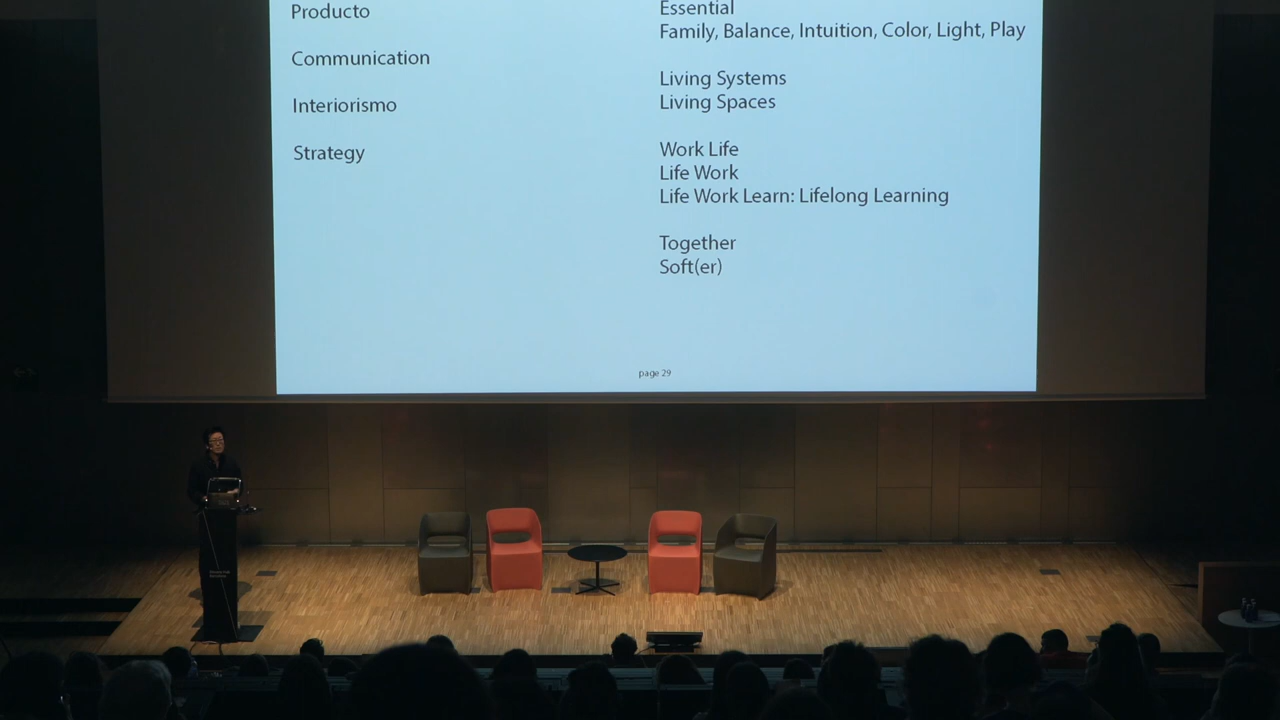 Producto
Communication
Interiorismo
Strategy
Essential
Family, Balance, Intuition, Color, Light, Play
Living Systems
Living Spaces
Work Life
Life Work
Life Work Learn: Lifelong Learning
Together
Soft(er)
page 29